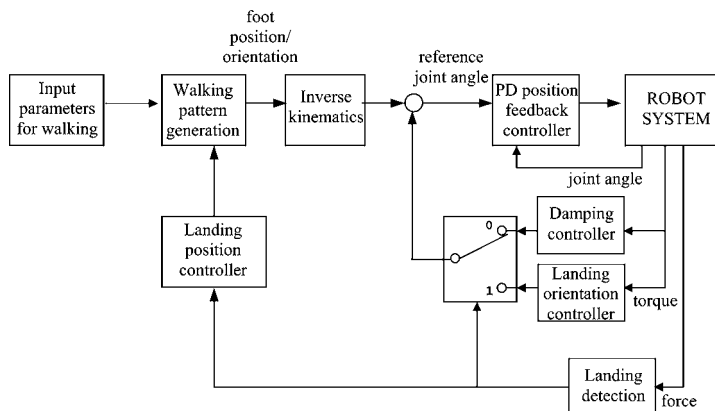 foot
position/
orientation
reference
joint angle
Input
parameters
for walking
Walking
pattern
generation
Inverse
kinematics
PD position
feedback
controller
ROBOT
SYSTEM
joint angle
Landing
position
controller
0
Damping
controller
1
Landing
orientation
controller
torque
Landing
detection
force